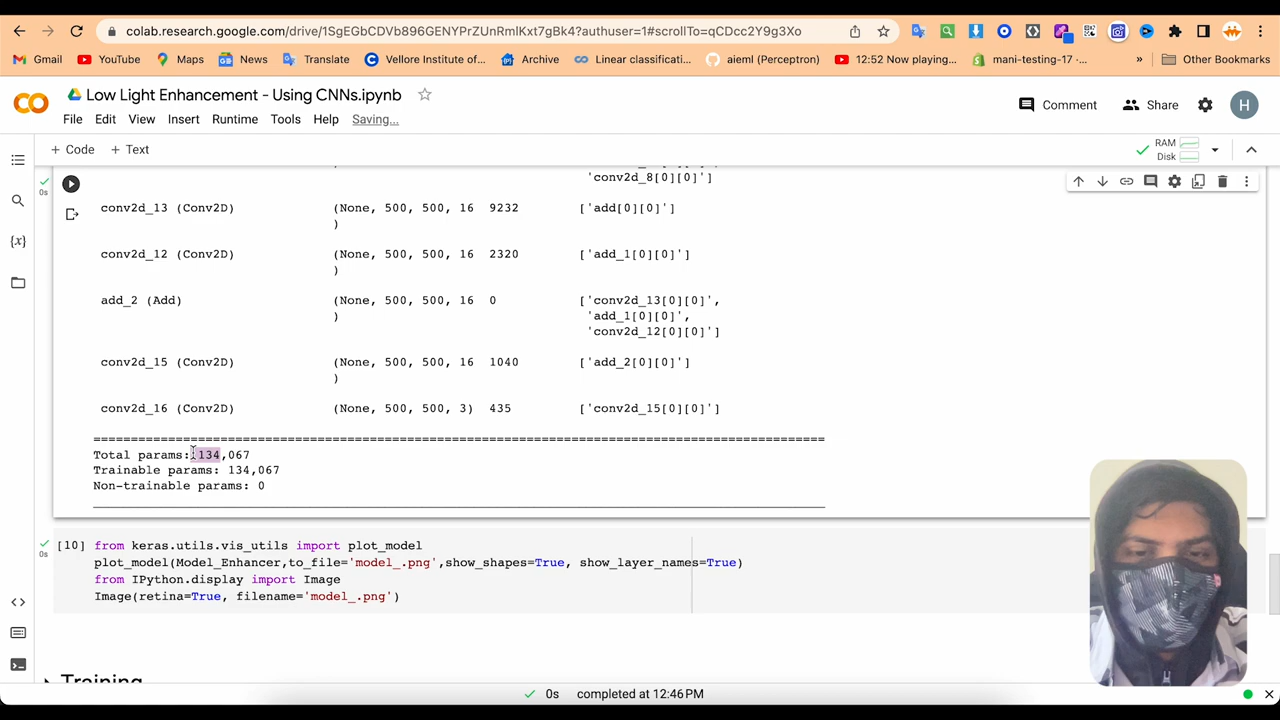 colab.research.google.com/drive/1SgEGbCDVb896GENYPrZUnRmlKxt7gBk4?authuser=1#scrollTo=qCDcc2Y9g3Xo
Gmail YouTube Maps News Translate Vellore Institute of... Archive Linear classificati... aieml (Perceptron) 12:52 Now playing... mani-testing-17 ·... » Other Bookmarks
CO Low Light Enhancement - Using CNNs.ipynb
Comment Share H
File Edit View Insert Runtime Tools Help Saving...
+ Code + Text RAM Disk
'conv2d_8[0][0]']
0s
conv2d_13 (Conv2D) (None, 500, 500, 16 9232 ['add[0][0]']
)
conv2d_12 (Conv2D) (None, 500, 500, 16 2320 ['add_1[0][0]']
)
add_2 (Add) (None, 500, 500, 16 0 ['conv2d_13[0][0]',
) 'add_1[0][0]',
'conv2d_12[0][0]']
conv2d_15 (Conv2D) (None, 500, 500, 16 1040 ['add_2[0][0]']
)
conv2d_16 (Conv2D) (None, 500, 500, 3) 435 ['conv2d_15[0][0]']
Total params: 134,067
Trainable params: 134,067
Non-trainable params: 0
[10] from keras.utils.vis_utils import plot_model
0s plot_model(Model_Enhancer,to_file='model_.png',show_shapes=True, show_layer_names=True)
from IPython.display import Image
Image(retina=True, filename='model_.png')
Training
0s completed at 12:46 PM